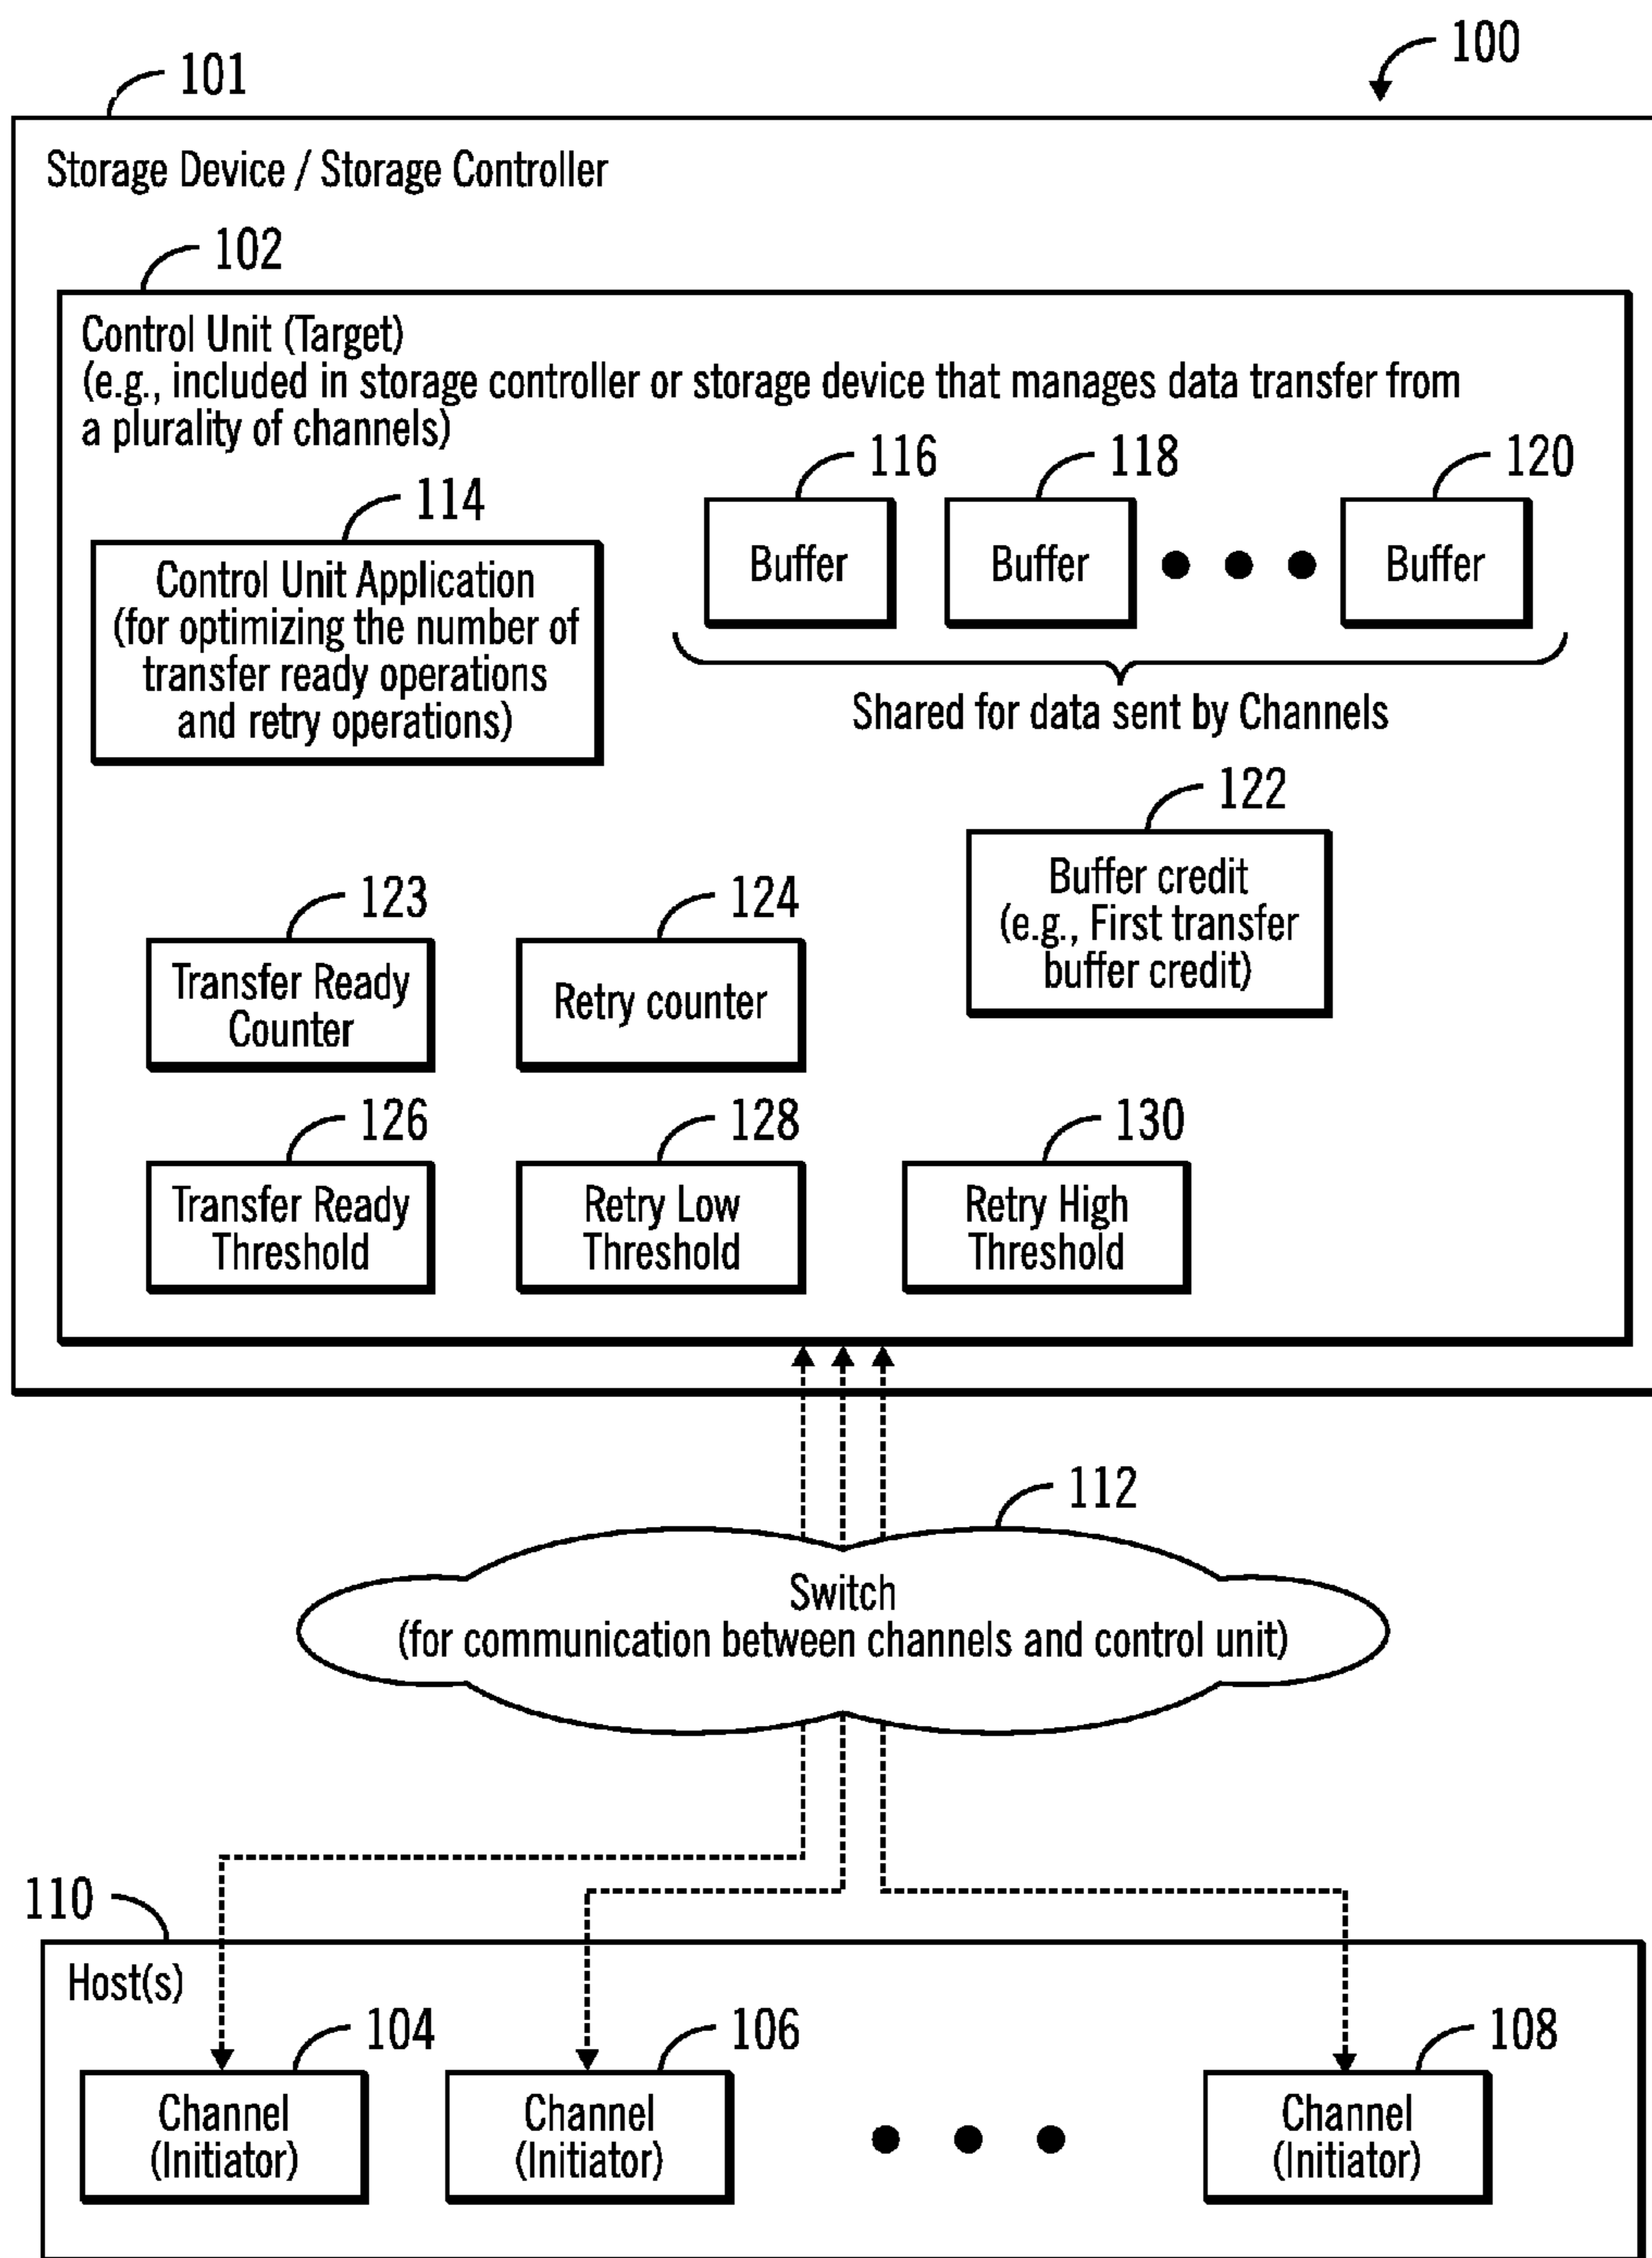 100
101
Storage Device / Storage Controller
102
Control Unit (Target)
(e.g., included in storage controller or storage device that manages data transfer from
a plurality of channels)
114
Control Unit Application
(for optimizing the number of
transfer ready operations
and retry operations)
116
Buffer
118
Buffer
120
Buffer
Shared for data sent by Channels
122
Buffer credit
(e.g., First transfer
buffer credit)
123
Transfer Ready
Counter
124
Retry counter
126
Transfer Ready
Threshold
128
Retry Low
Threshold
130
Retry High
Threshold
112
Switch
(for communication between channels and control unit)
110
Host(s)
104
Channel
(Initiator)
106
Channel
(Initiator)
108
Channel
(Initiator)